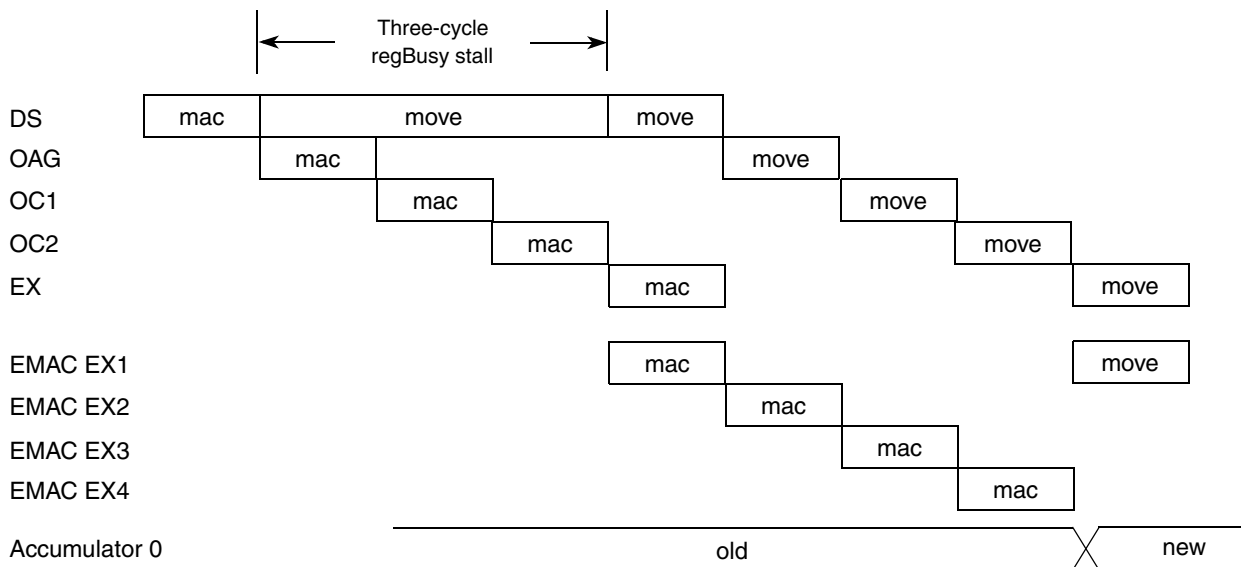 Three-cycle
regBusy stall
DS mac move move
OAG mac move
OC1 mac move
OC2 mac move
EX mac move
EMAC EX1 mac move
EMAC EX2 mac
EMAC EX3 mac
EMAC EX4 mac
Accumulator 0 old new